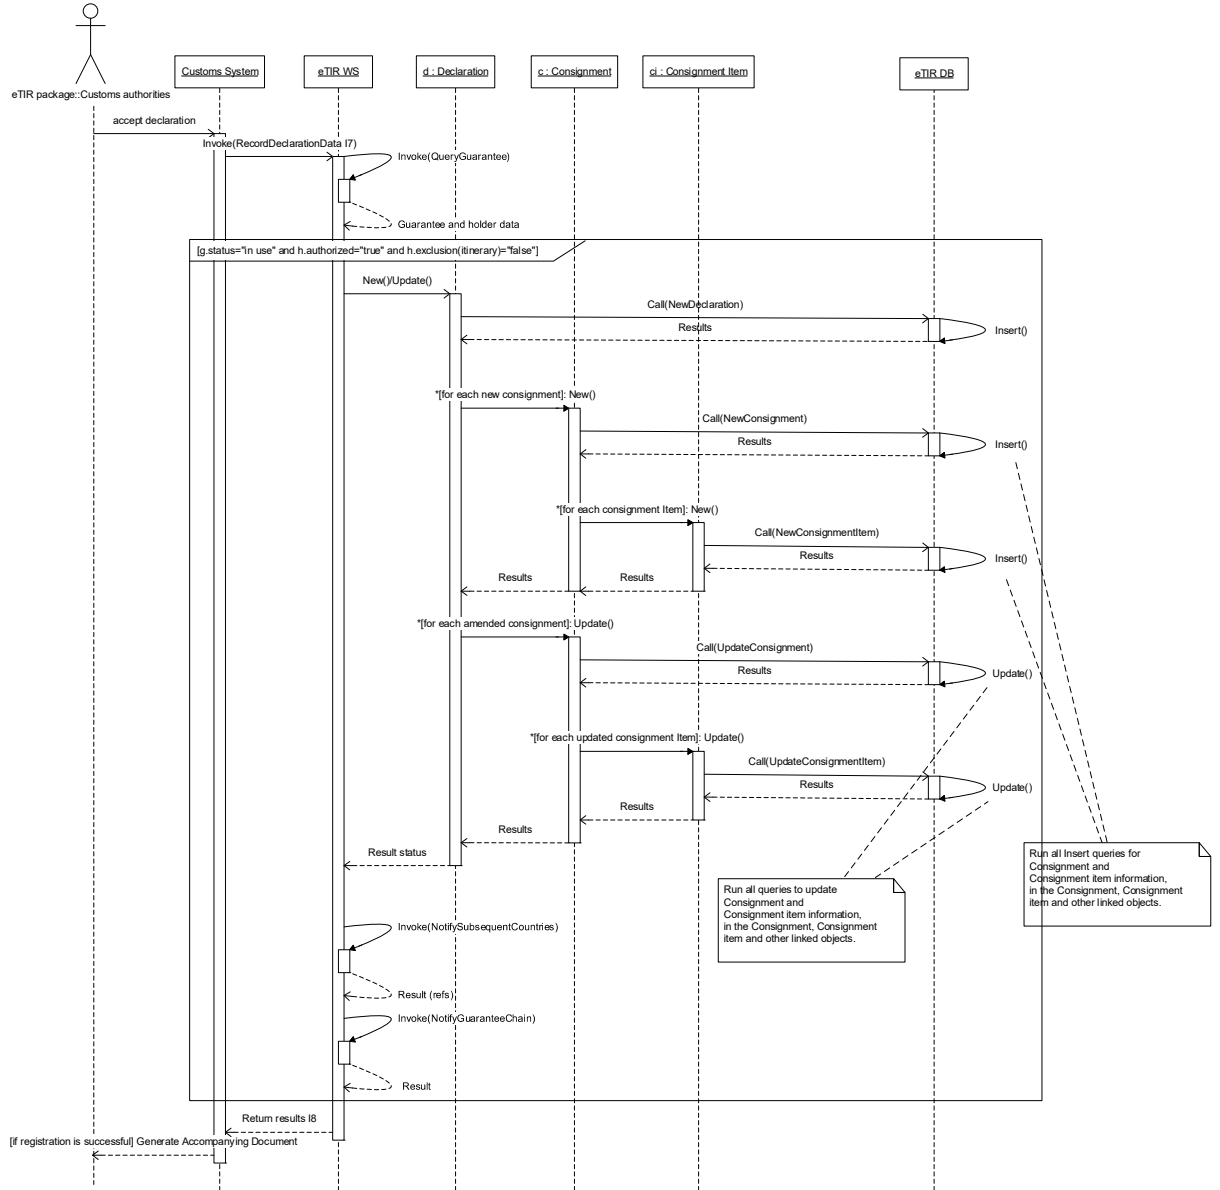 Customs System
eTIR WS
d : Declaration
c : Consignment
ci : Consignment Item
eTIR DB
eTIR package::Customs authorities
accept declaration
Invoke(RecordDeclarationData I7)
Invoke(QueryGuarantee)
Guarantee and holder data
[g.status="in use" and h.authorized="true" and h.exclusion(itinerary)="false"]
New()/Update()
Call(NewDeclaration)
Results
Insert()
*[for each new consignment]: New()
Call(NewConsignment)
Results
Insert()
*[for each consignment Item]: New()
Call(NewConsignmentItem)
Results
Insert()
Results
Results
*[for each amended consignment]: Update()
Call(UpdateConsignment)
Results
Update()
*[for each updated consignment Item]: Update()
Call(UpdateConsignmentItem)
Results
Update()
Results
Results
Result status
Run all Insert queries for
Consignment and
Consignment item information,
in the Consignment, Consignment
item and other linked objects.
Run all queries to update
Consignment and
Consignment item information,
in the Consignment, Consignment
item and other linked objects.
Invoke(NotifySubsequentCountries)
Result (refs)
Invoke(NotifyGuaranteeChain)
Result
Return results I8
[if registration is successful] Generate Accompanying Document